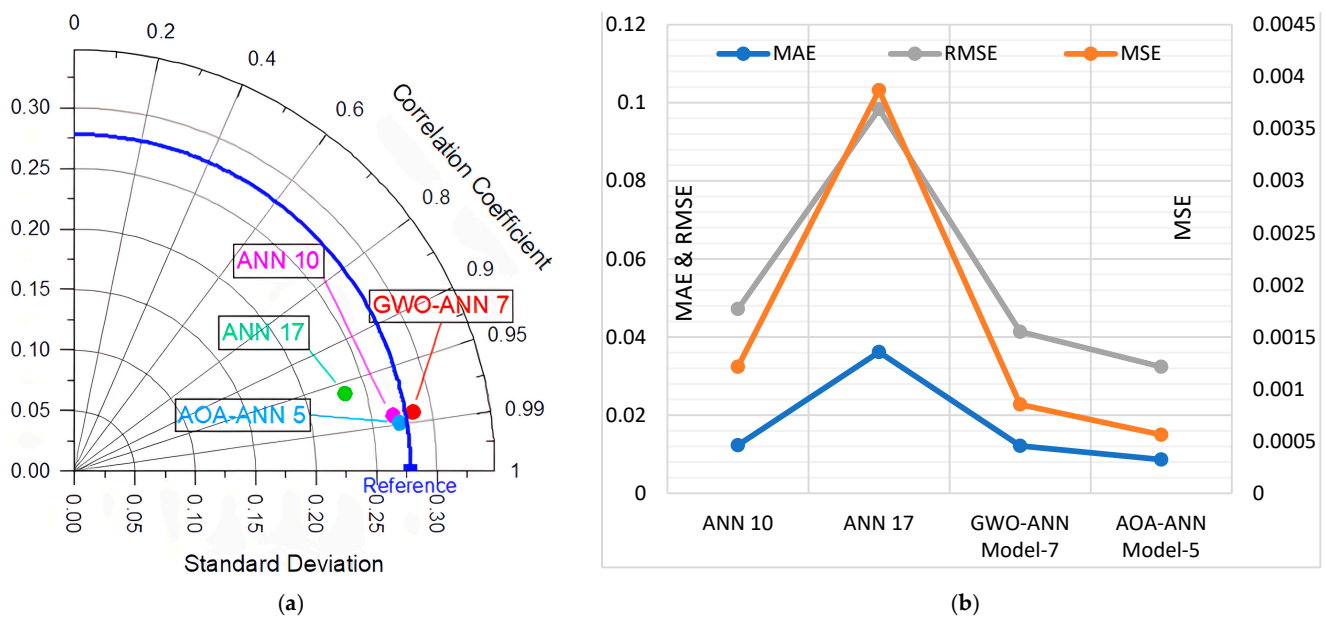 0
0.2
0.4
0.6
0.8
0.9
0.95
0.99
1
Correlation Coefficient
0.30
0.25
0.20
0.15
0.10
0.05
0.00
ANN 10
GWO-ANN 7
ANN 17
AOA-ANN 5
Reference
0.00
0.05
0.10
0.15
0.20
0.25
0.30
Standard Deviation
(a)
MAE
RMSE
MSE
0.12
0.1
0.08
0.06
0.04
0.02
0
MAE & RMSE
MSE
0.0045
0.004
0.0035
0.003
0.0025
0.002
0.0015
0.001
0.0005
0
ANN 10
ANN 17
GWO-ANN
Model-7
AOA-ANN
Model-5
(b)